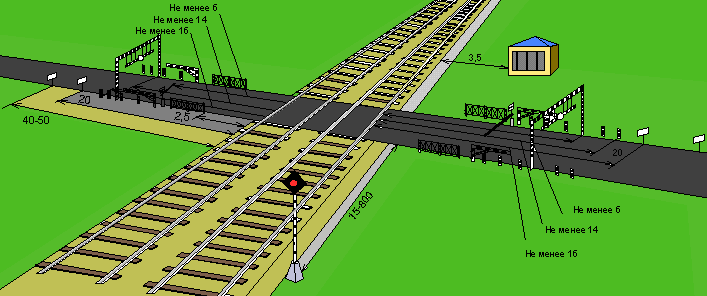 Не менее 6
Не менее 14
Не менее 16
3,5
20
2,5
40-50
20
15-800
Не менее 6
Не менее 14
Не менее 16